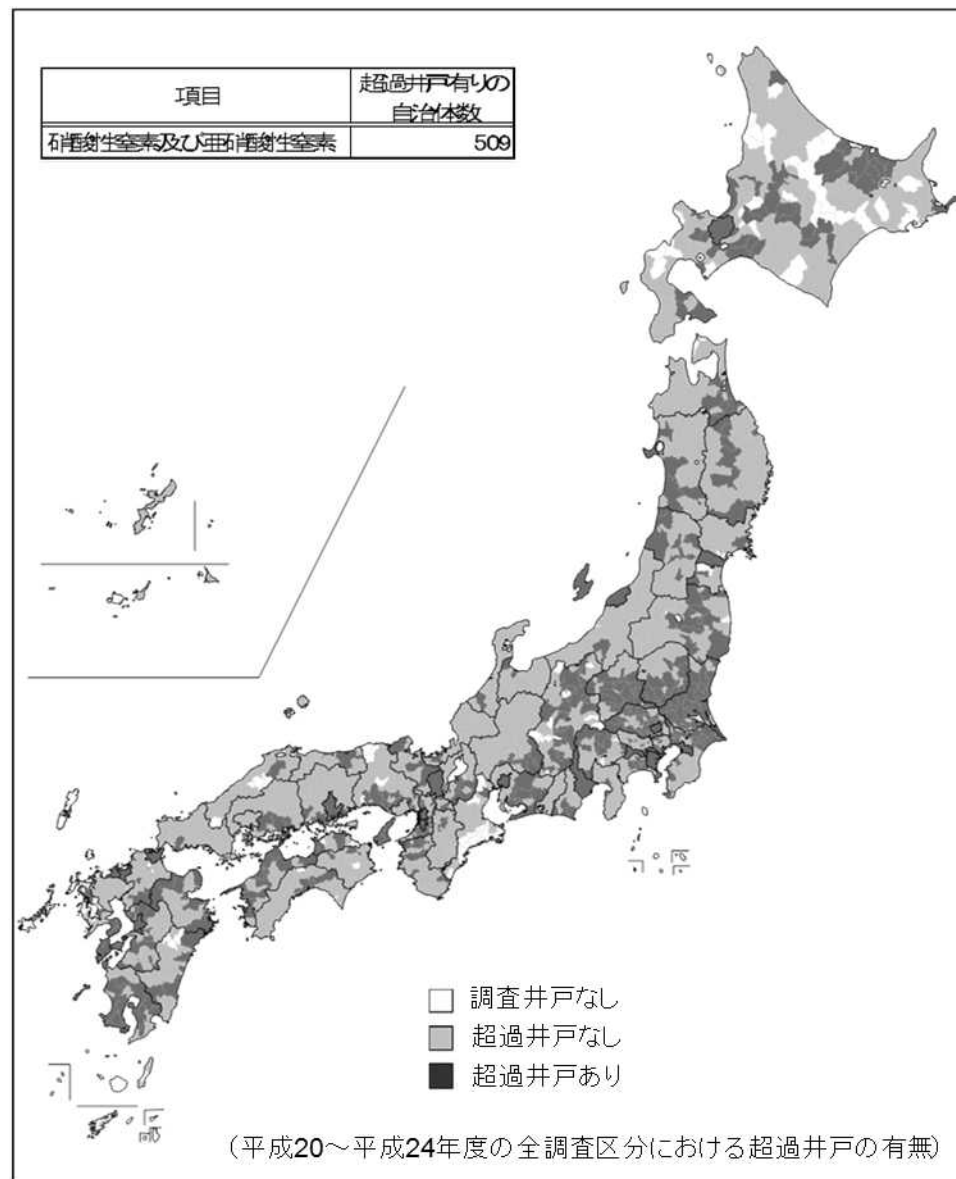 項目
超過井戸有りの
自治体数
硝酸性窒素及び亜硝酸性窒素 509
調査井戸なし
超過井戸なし
超過井戸あり
(平成20～平成24年度の全調査区分における超過井戸の有無)